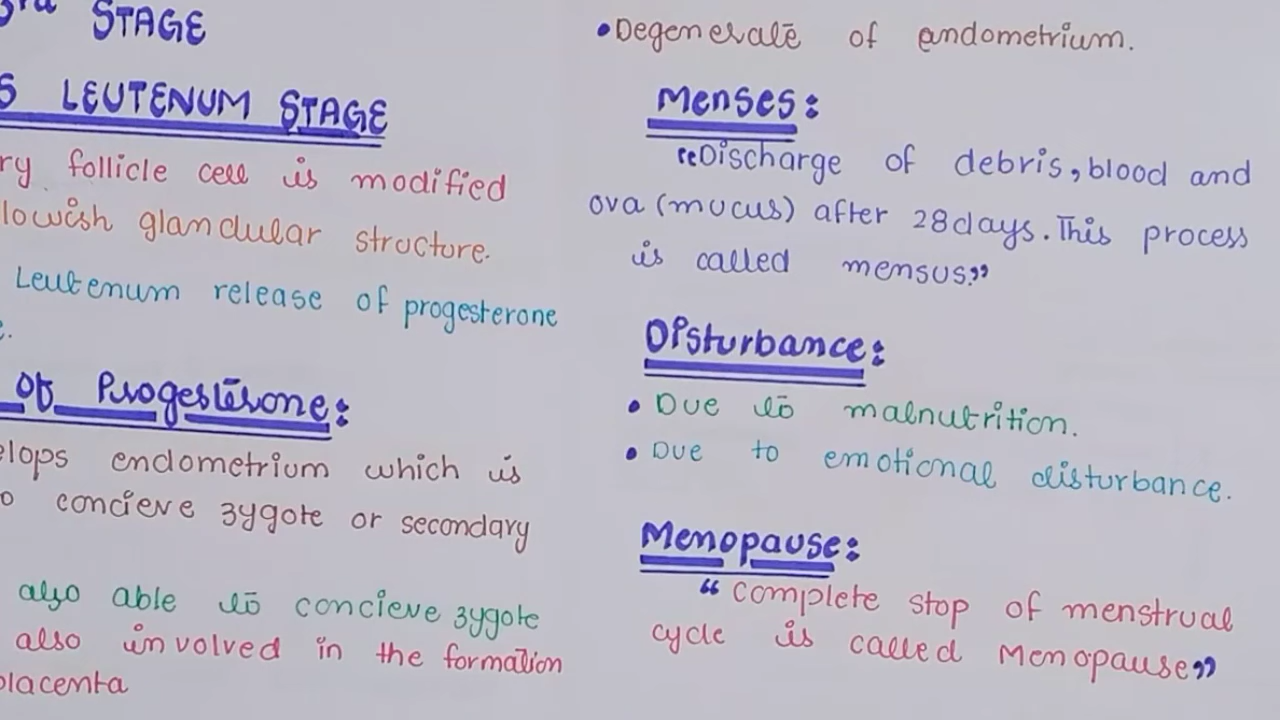 3rd STAGE
S LEUTENUM STAGE
ry follicle cell is modified
lowish glandular structure.
Leutenum release of progesterone
e.
of Progesterone:
elops endometrium which is
o concieve zygote or secondary
also able to concieve zygote
also involved in the formation
placenta
•Degenerate of endometrium.
Menses:
"Discharge of debris, blood and
ova (mucus) after 28 days. This process
is called mensus."
Disturbance:
• Due to malnutrition.
• Due to emotional disturbance.
Menopause:
"Complete stop of menstrual
cycle is called Menopause"